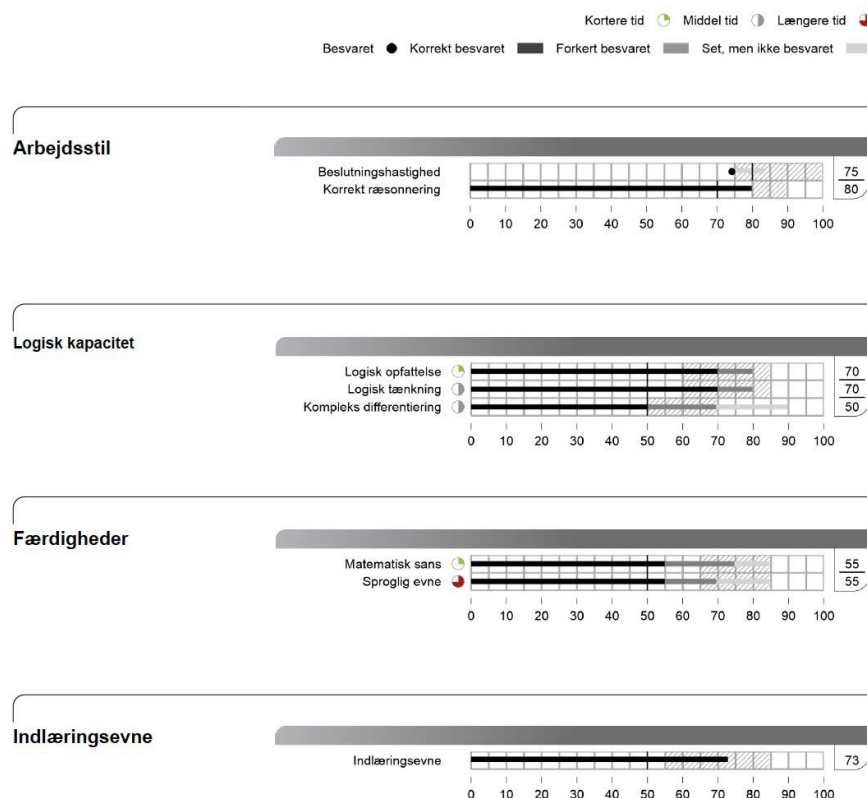 Kortere tid Middel tid Længere tid
Besvaret Korrekt besvaret Forkert besvaret Set, men ikke besvaret
Arbejdsstil
Beslutningshastighed 75
Korrekt ræsonnering 80
0 10 20 30 40 50 60 70 80 90 100
Logisk kapacitet
Logisk opfattelse 70
Logisk tænkning 70
Kompleks differentiering 50
0 10 20 30 40 50 60 70 80 90 100
Færdigheder
Matematisk sans 55
Sproglig evne 55
0 10 20 30 40 50 60 70 80 90 100
Indlæringsevne
Indlæringsevne 73
0 10 20 30 40 50 60 70 80 90 100